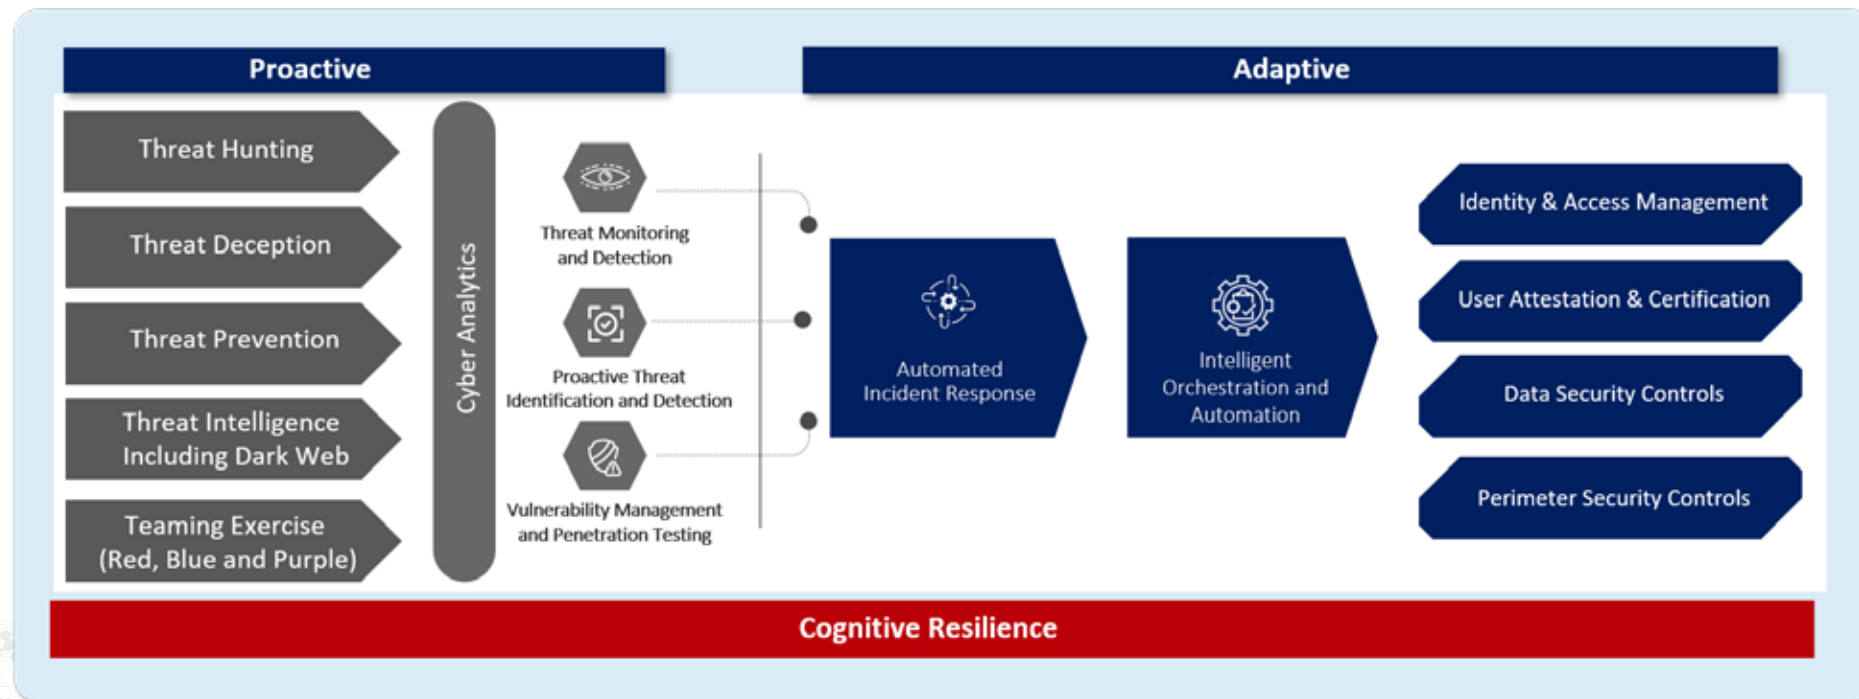 Proactive
Adaptive
Threat Hunting
Threat Deception
Threat Prevention
Threat Intelligence
Including Dark Web
Teaming Exercise
(Red, Blue and Purple)
Cyber Analytics
Threat Monitoring
and Detection
Proactive Threat
Identification and Detection
Vulnerability Management
and Penetration Testing
Automated
Incident Response
Intelligent
Orchestration and
Automation
Identity & Access Management
User Attestation & Certification
Data Security Controls
Perimeter Security Controls
Cognitive Resilience